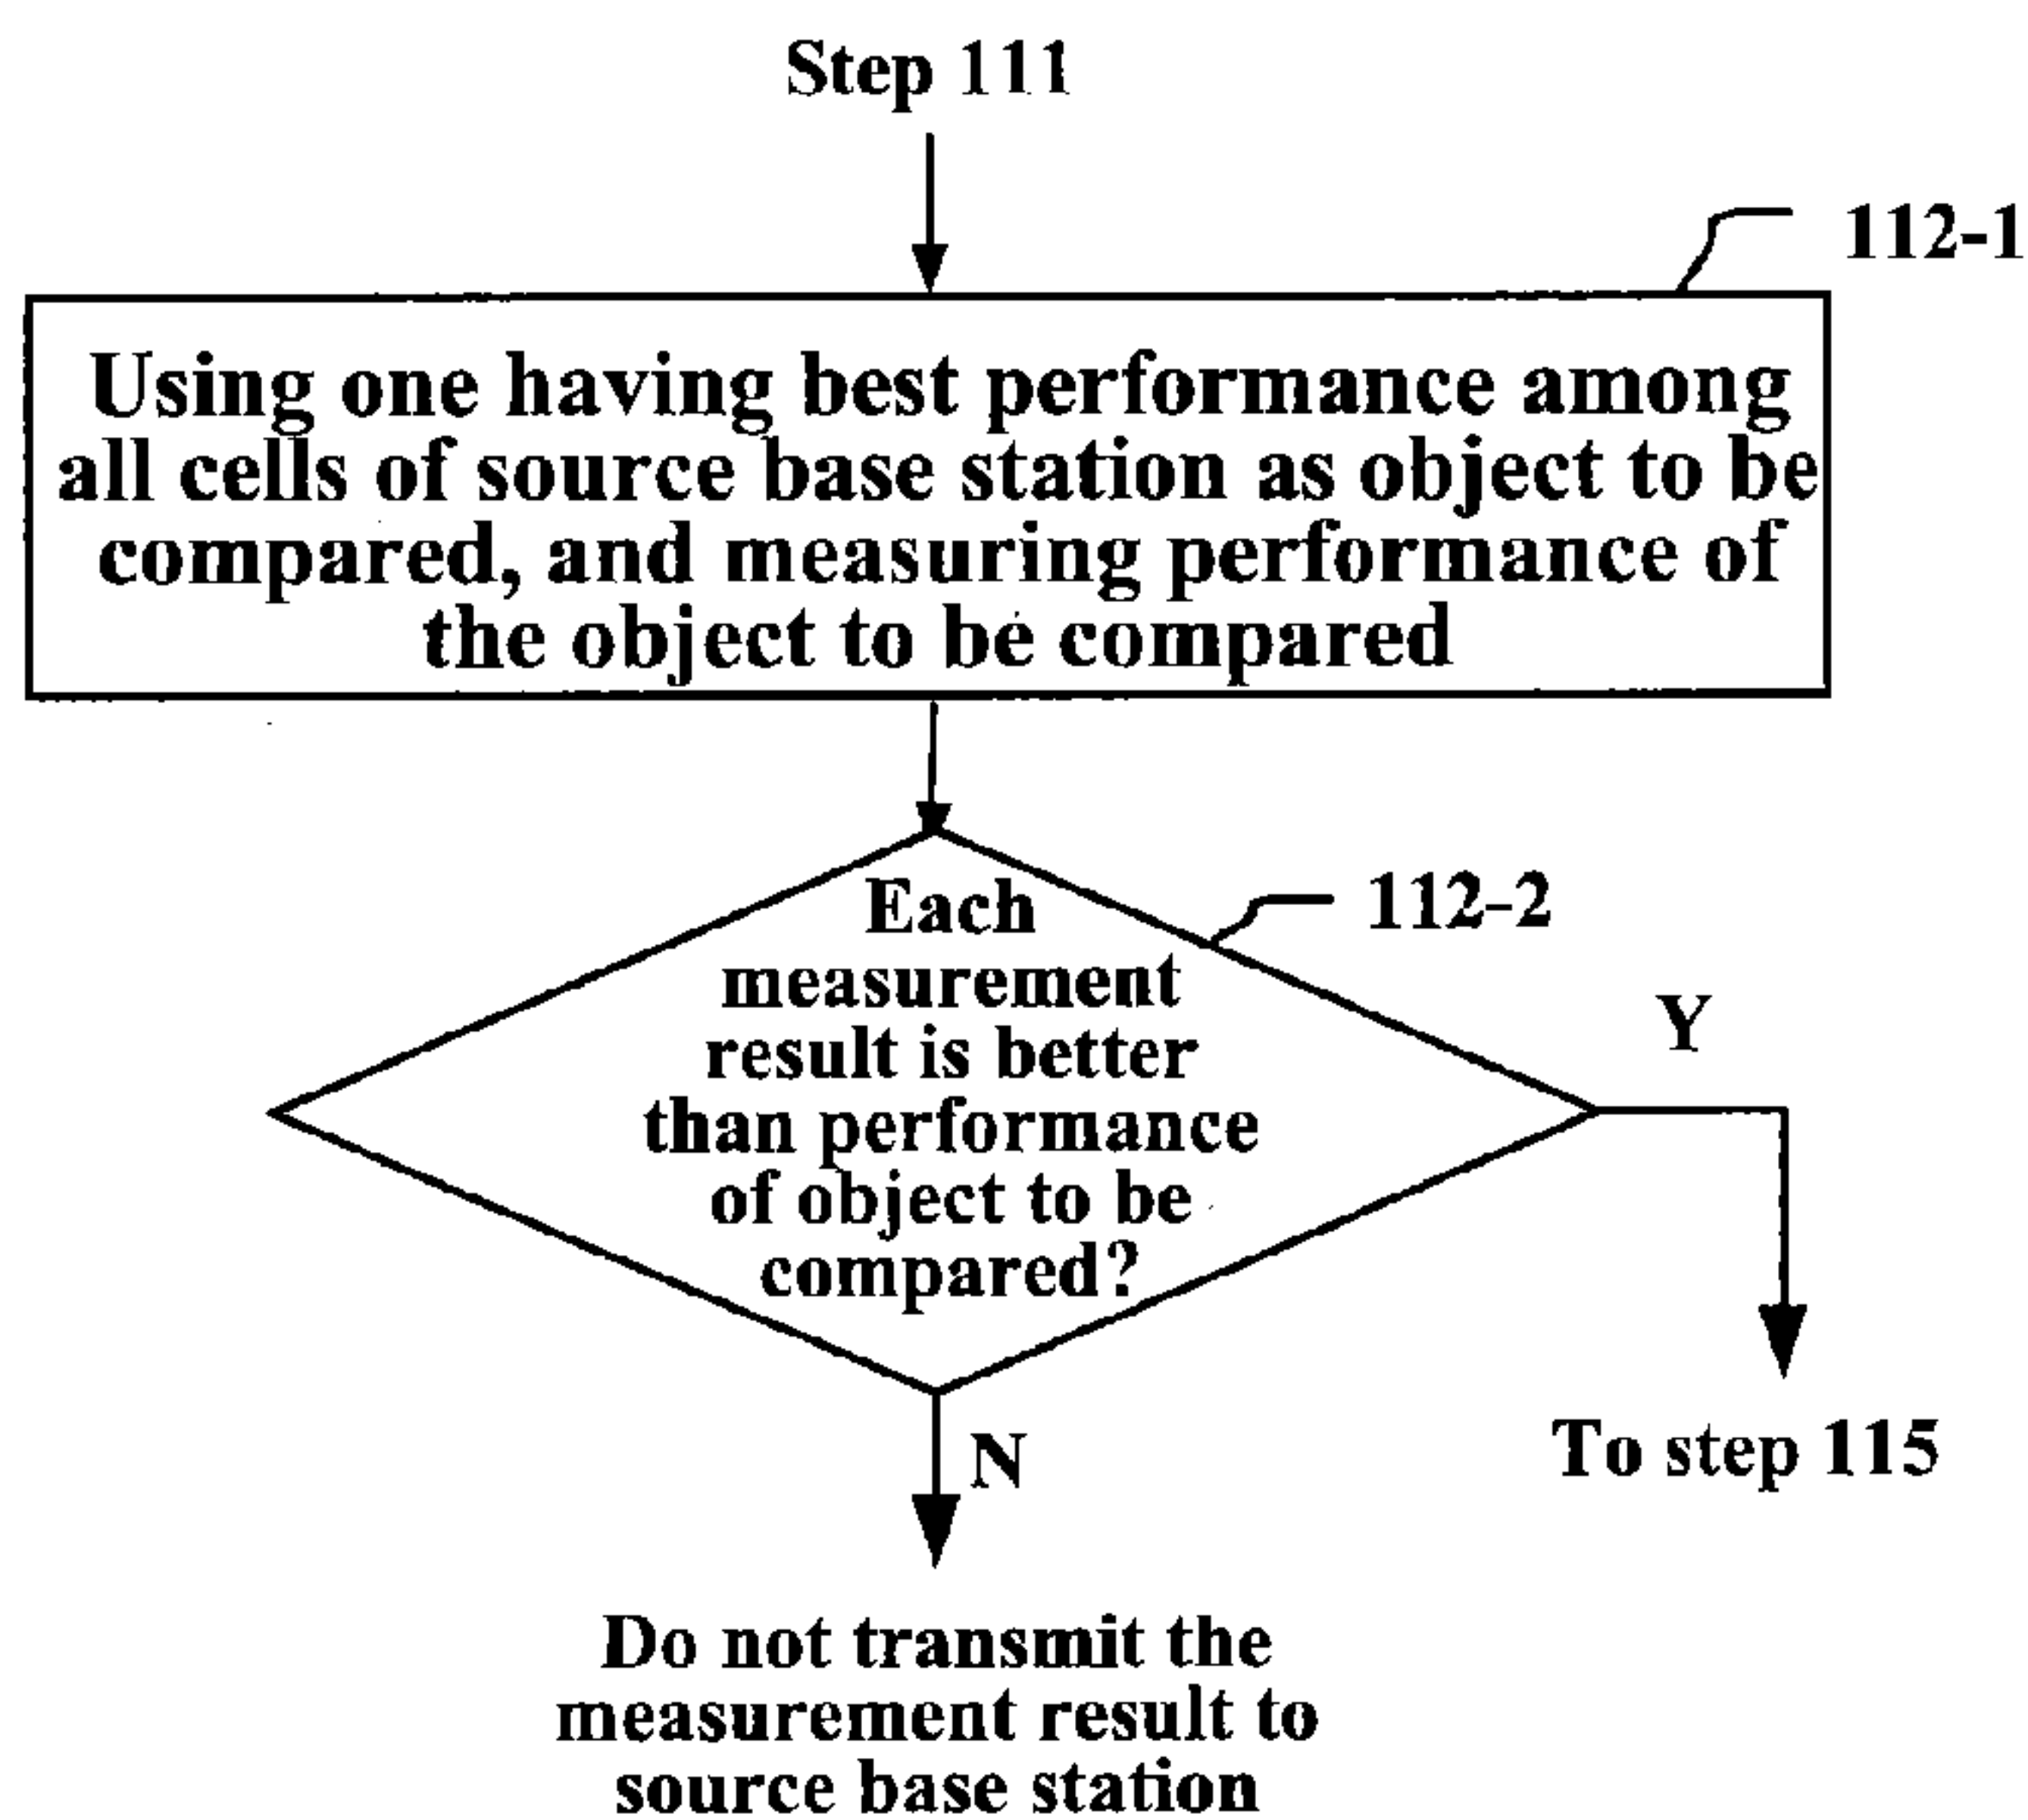 Step 111
112-1
Using one having best performance among
all cells of source base station as object to be
compared, and measuring performance of
the object to be compared
112-2
Each
measurement
result is better
than performance
of object to be
compared?
Y
N
To step 115
Do not transmit the
measurement result to
source base station